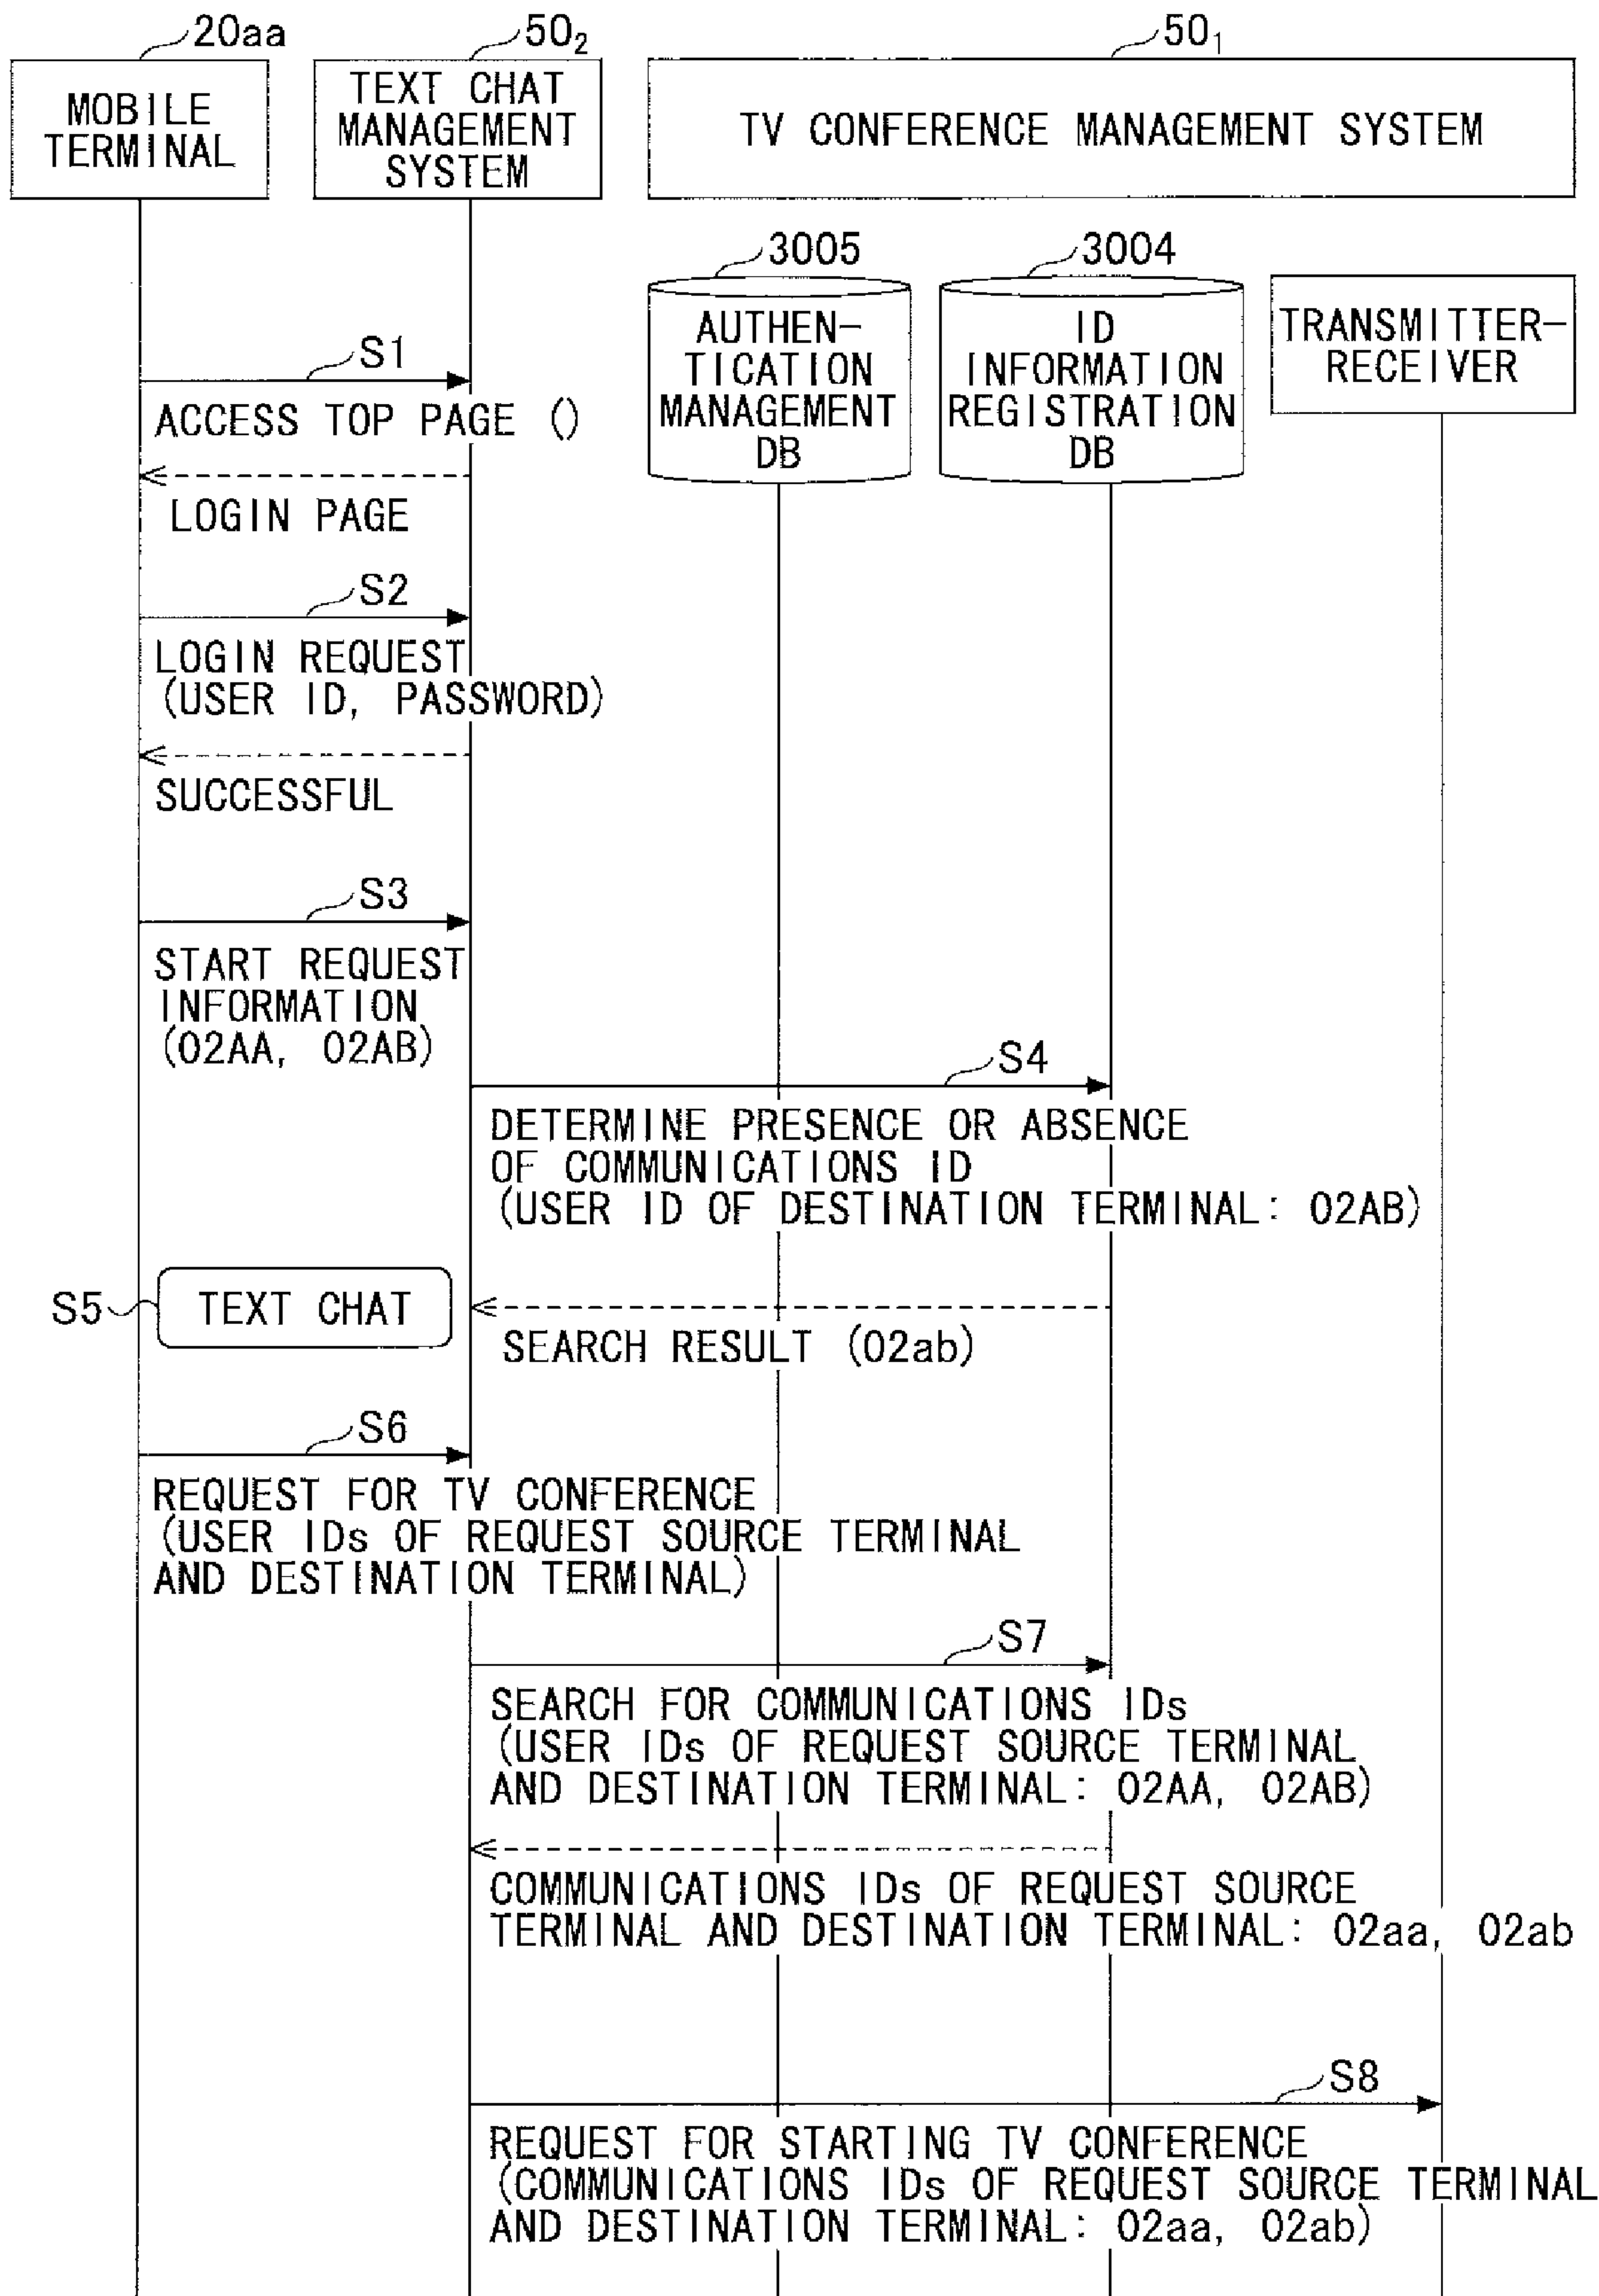 20aa
50₂
50₁
MOBILE
TERMINAL
TEXT CHAT
MANAGEMENT
SYSTEM
TV CONFERENCE MANAGEMENT SYSTEM
3005
3004
AUTHEN-
TICATION
MANAGEMENT
DB
ID
INFORMATION
REGISTRATION
DB
TRANSMITTER-
RECEIVER
S1
ACCESS TOP PAGE ()
LOGIN PAGE
S2
LOGIN REQUEST
(USER ID, PASSWORD)
SUCCESSFUL
S3
START REQUEST
INFORMATION
(02AA, 02AB)
S4
DETERMINE PRESENCE OR ABSENCE
OF COMMUNICATIONS ID
(USER ID OF DESTINATION TERMINAL: 02AB)
S5
TEXT CHAT
SEARCH RESULT (02ab)
S6
REQUEST FOR TV CONFERENCE
(USER IDs OF REQUEST SOURCE TERMINAL
AND DESTINATION TERMINAL)
S7
SEARCH FOR COMMUNICATIONS IDs
(USER IDs OF REQUEST SOURCE TERMINAL
AND DESTINATION TERMINAL: 02AA, 02AB)
COMMUNICATIONS IDs OF REQUEST SOURCE
TERMINAL AND DESTINATION TERMINAL: 02aa, 02ab
S8
REQUEST FOR STARTING TV CONFERENCE
(COMMUNICATIONS IDs OF REQUEST SOURCE TERMINAL
AND DESTINATION TERMINAL: 02aa, 02ab)